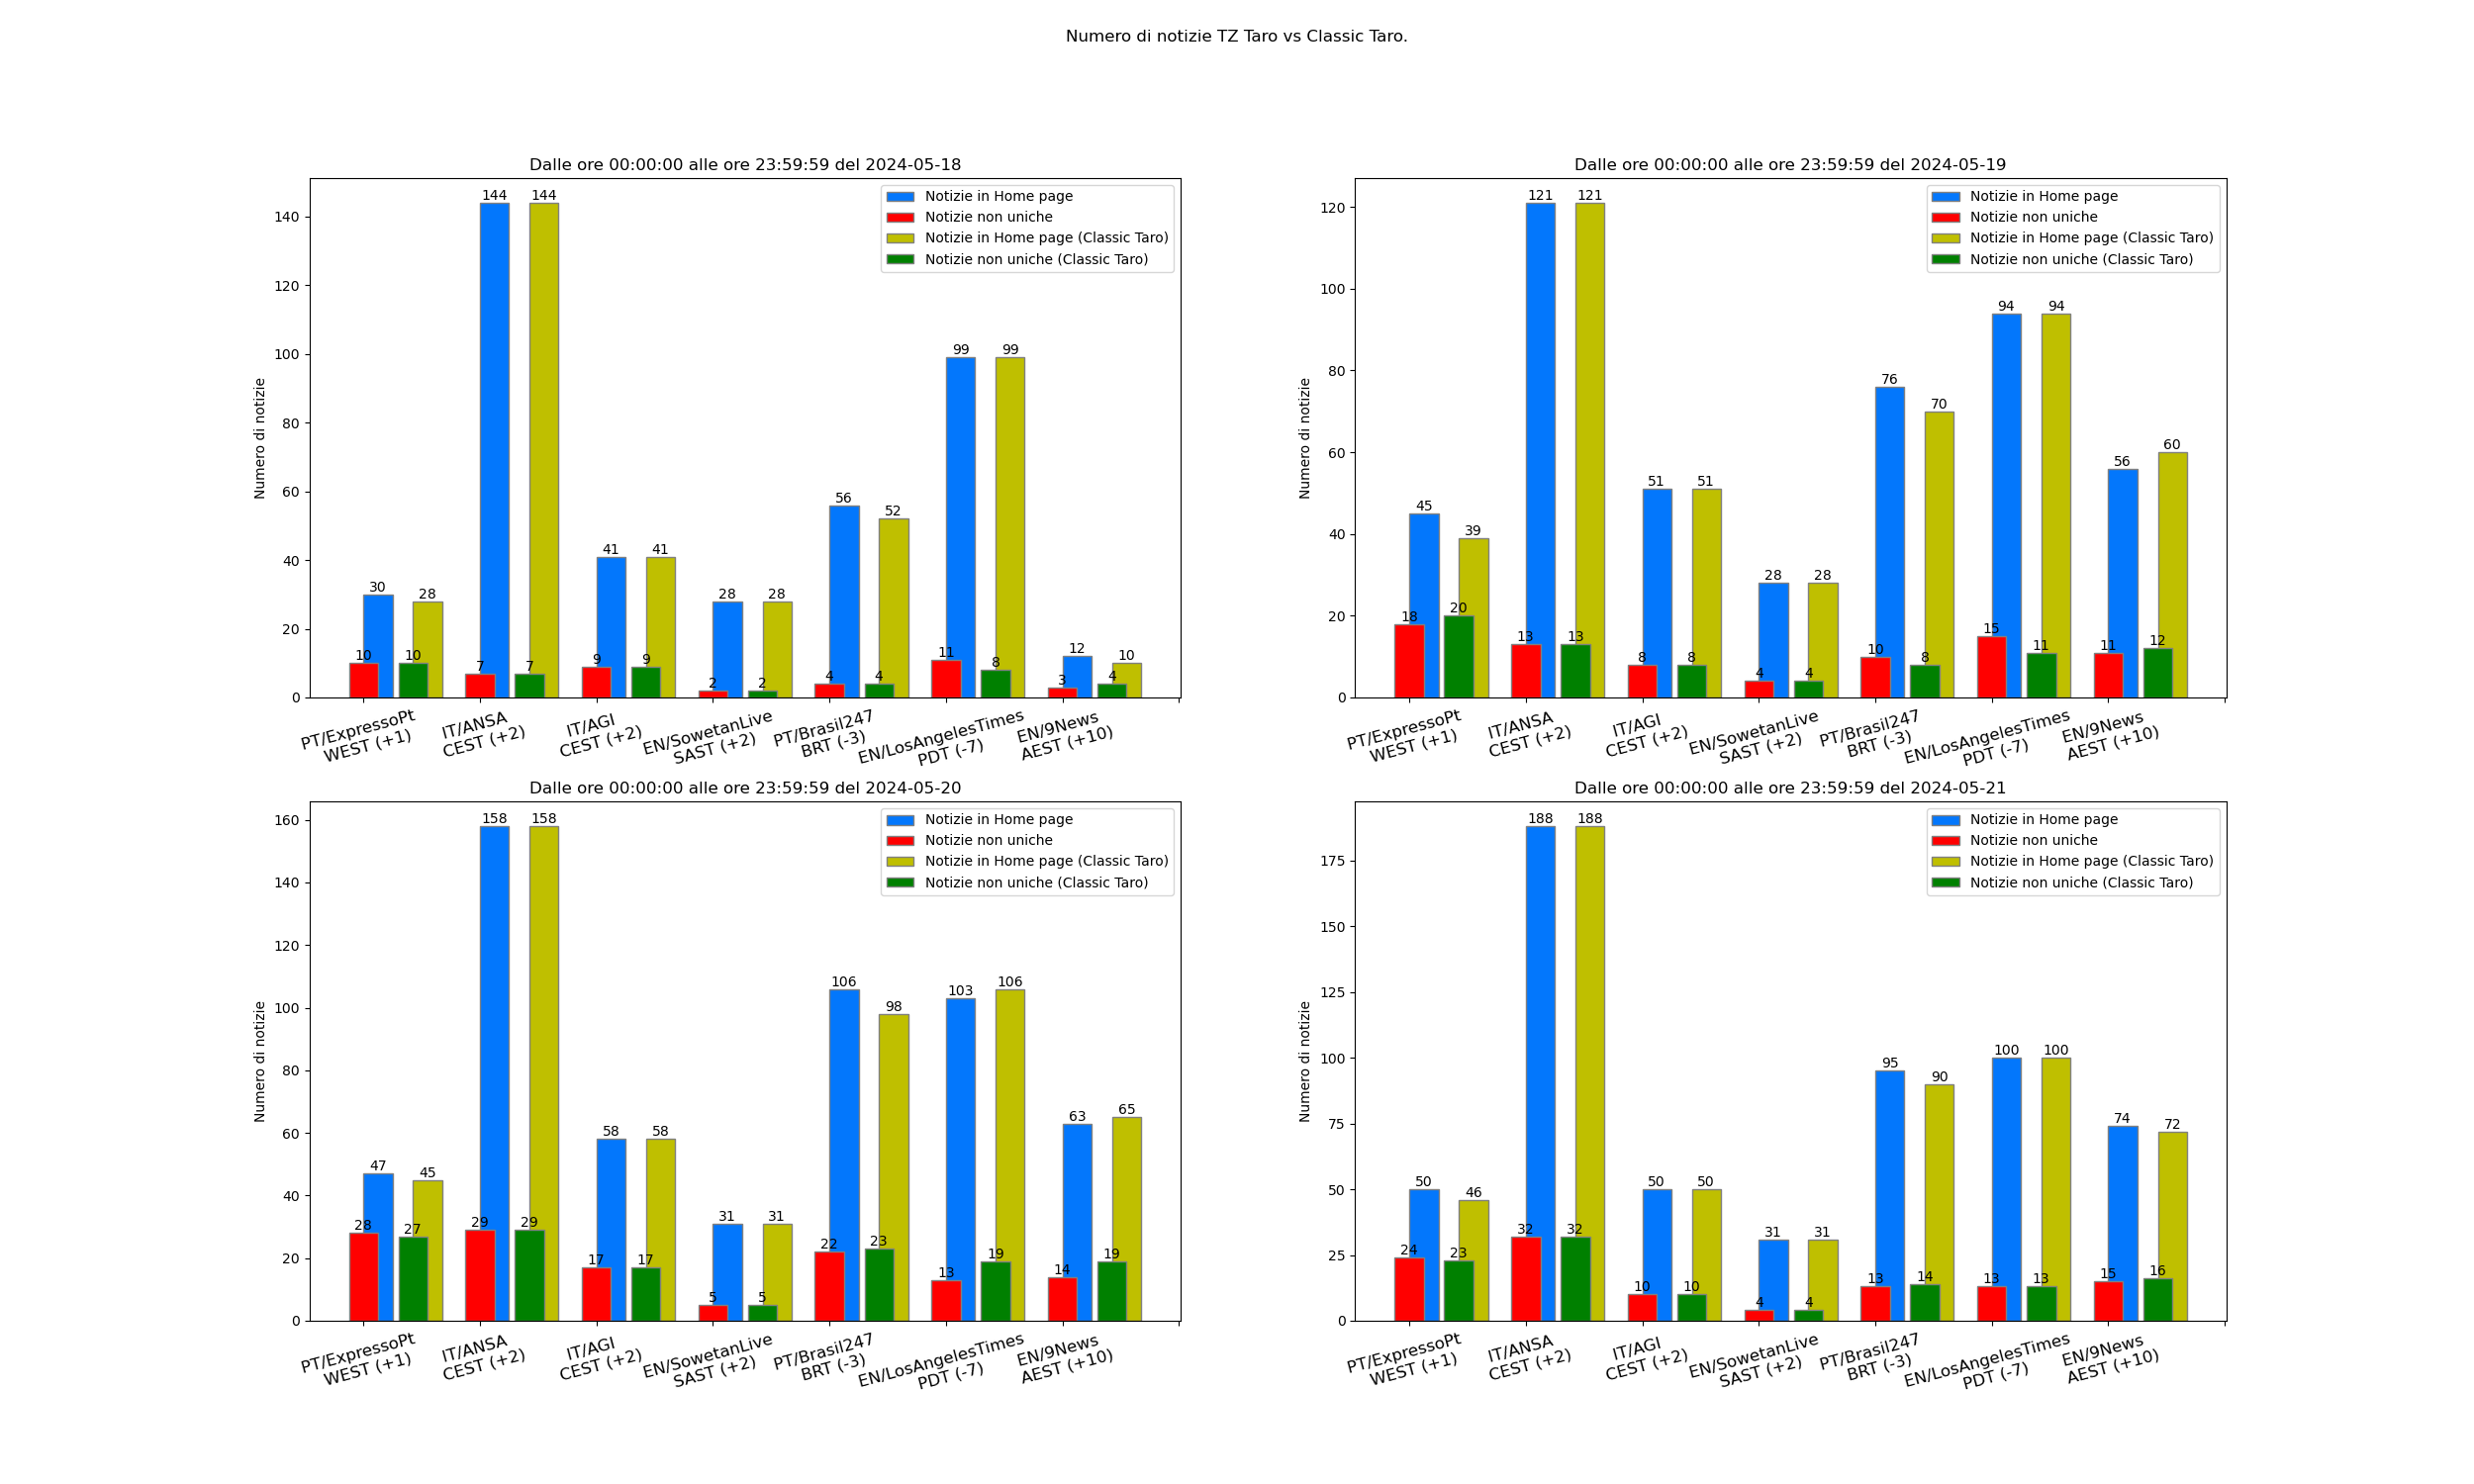 Numero di notizie TZ Taro vs Classic Taro.
Dalle ore 00:00:00 alle ore 23:59:59 del 2024-05-18
Numero di notizie
140
120
100
80
60
40
20
0
Notizie in Home page
Notizie non uniche
Notizie in Home page (Classic Taro)
Notizie non uniche (Classic Taro)
10 30 10 28
7 144 7 144
9 41 9 41
2 28 2 28
4 56 4 52
11 99 8 99
3 12 4 10
PT/ExpressoPt
WEST (+1)
IT/ANSA
CEST (+2)
IT/AGI
CEST (+2)
EN/SowetanLive
SAST (+2)
PT/Brasil247
BRT (-3)
EN/LosAngelesTimes
PDT (-7)
EN/9News
AEST (+10)
Dalle ore 00:00:00 alle ore 23:59:59 del 2024-05-19
Numero di notizie
120
100
80
60
40
20
0
Notizie in Home page
Notizie non uniche
Notizie in Home page (Classic Taro)
Notizie non uniche (Classic Taro)
18 45 20 39
13 121 13 121
8 51 8 51
4 28 4 28
10 76 8 70
15 94 11 94
11 56 12 60
PT/ExpressoPt
WEST (+1)
IT/ANSA
CEST (+2)
IT/AGI
CEST (+2)
EN/SowetanLive
SAST (+2)
PT/Brasil247
BRT (-3)
EN/LosAngelesTimes
PDT (-7)
EN/9News
AEST (+10)
Dalle ore 00:00:00 alle ore 23:59:59 del 2024-05-20
Numero di notizie
160
140
120
100
80
60
40
20
0
Notizie in Home page
Notizie non uniche
Notizie in Home page (Classic Taro)
Notizie non uniche (Classic Taro)
28 47 27 45
29 158 29 158
17 58 17 58
5 31 5 31
22 106 23 98
13 103 19 106
14 63 19 65
PT/ExpressoPt
WEST (+1)
IT/ANSA
CEST (+2)
IT/AGI
CEST (+2)
EN/SowetanLive
SAST (+2)
PT/Brasil247
BRT (-3)
EN/LosAngelesTimes
PDT (-7)
EN/9News
AEST (+10)
Dalle ore 00:00:00 alle ore 23:59:59 del 2024-05-21
Numero di notizie
175
150
125
100
75
50
25
0
Notizie in Home page
Notizie non uniche
Notizie in Home page (Classic Taro)
Notizie non uniche (Classic Taro)
24 50 23 46
32 188 32 188
10 50 10 50
4 31 4 31
13 95 14 90
13 100 13 100
15 74 16 72
PT/ExpressoPt
WEST (+1)
IT/ANSA
CEST (+2)
IT/AGI
CEST (+2)
EN/SowetanLive
SAST (+2)
PT/Brasil247
BRT (-3)
EN/LosAngelesTimes
PDT (-7)
EN/9News
AEST (+10)